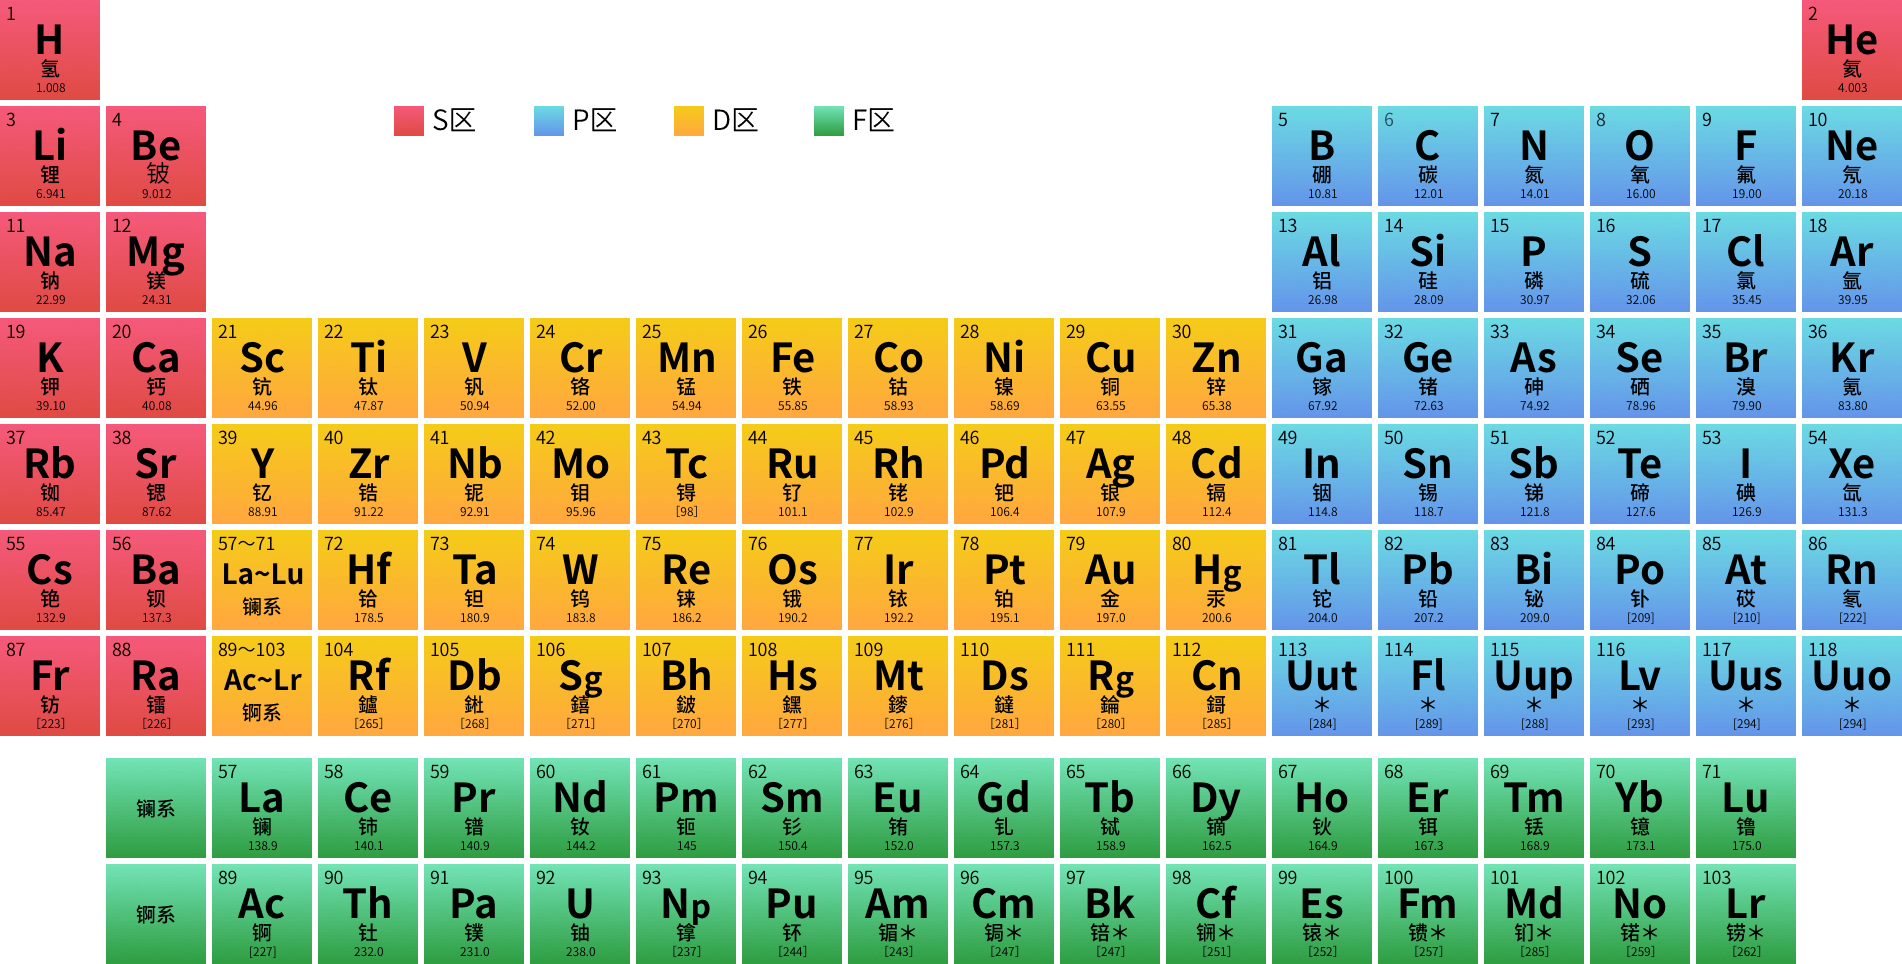 1 2
H He
氢 氦
1.008 4.003
S区 P区 D区 F区
3 4 5 6 7 8 9 10
Li Be B C N O F Ne
锂 铍 硼 碳 氮 氧 氟 氖
6.941 9.012 10.81 12.01 14.01 16.00 19.00 20.18
11 12 13 14 15 16 17 18
Na Mg Al Si P S Cl Ar
钠 镁 铝 硅 磷 硫 氯 氩
22.99 24.31 26.98 28.09 30.97 32.06 35.45 39.95
19 20 21 22 23 24 25 26 27 28 29 30 31 32 33 34 35 36
K Ca Sc Ti V Cr Mn Fe Co Ni Cu Zn Ga Ge As Se Br Kr
钾 钙 钪 钛 钒 铬 锰 铁 钴 镍 铜 锌 镓 锗 砷 硒 溴 氪
39.10 40.08 44.96 47.87 50.94 52.00 54.94 55.85 58.93 58.69 63.55 65.38 67.92 72.63 74.92 78.96 79.90 83.80
37 38 39 40 41 42 43 44 45 46 47 48 49 50 51 52 53 54
Rb Sr Y Zr Nb Mo Tc Ru Rh Pd Ag Cd In Sn Sb Te I Xe
铷 锶 钇 锆 铌 钼 锝 钌 铑 钯 银 镉 铟 锡 锑 碲 碘 氙
85.47 87.62 88.91 91.22 92.91 95.96 [98] 101.1 102.9 106.4 107.9 112.4 114.8 118.7 121.8 127.6 126.9 131.3
55 56 57～71 72 73 74 75 76 77 78 79 80 81 82 83 84 85 86
Cs Ba La~Lu Hf Ta W Re Os Ir Pt Au Hg Tl Pb Bi Po At Rn
铯 钡 镧系 铪 钽 钨 铼 锇 铱 铂 金 汞 铊 铅 铋 钋 砹 氡
132.9 137.3 178.5 180.9 183.8 186.2 190.2 192.2 195.1 197.0 200.6 204.0 207.2 209.0 [209] [210] [222]
87 88 89～103 104 105 106 107 108 109 110 111 112 113 114 115 116 117 118
Fr Ra Ac~Lr Rf Db Sg Bh Hs Mt Ds Rg Cn Uut Fl Uup Lv Uus Uuo
钫 镭 锕系 鑪 𨧀 鐽 鎶
[223] [226] [265] [268] [271] [270] [277] [276] [281] [280] [285] [284] [289] [288] [293] [294] [294]
57 58 59 60 61 62 63 64 65 66 67 68 69 70 71
镧系 La Ce Pr Nd Pm Sm Eu Gd Tb Dy Ho Er Tm Yb Lu
镧 铈 镨 钕 钷 钐 铕 钆 铽 镝 钬 铒 铥 镱 镥
138.9 140.1 140.9 144.2 145 150.4 152.0 157.3 158.9 162.5 164.9 167.3 168.9 173.1 175.0
89 90 91 92 93 94 95 96 97 98 99 100 101 102 103
锕系 Ac Th Pa U Np Pu Am Cm Bk Cf Es Fm Md No Lr
锕 钍 镤 铀 镎 钚 镅＊ 锔＊ 锫＊ 锎＊ 锿＊ 镄＊ 钔＊ 锘＊ 铹＊
[227] 232.0 231.0 238.0 [237] [244] [243] [247] [247] [251] [252] [257] [285] [259] [262]